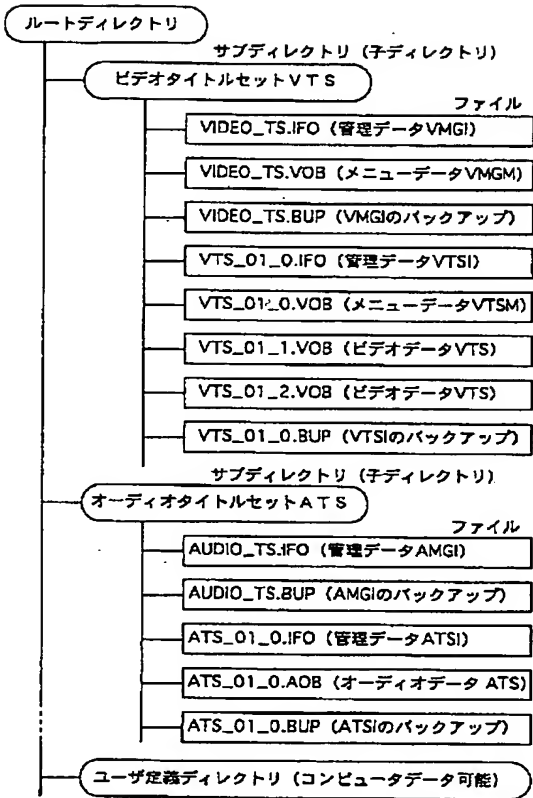 ルートディレクトリ
サブディレクトリ (子ディレクトリ)
ビデオタイトルセットVTS
ファイル
VIDEO_TS.IFO (管理データVMGI)
VIDEO_TS.VOB (メニューデータVMGM)
VIDEO_TS.BUP (VMGIのバックアップ)
VTS_01_0.IFO (管理データVTSI)
VTS_01_0.VOB (メニューデータVTSM)
VTS_01_1.VOB (ビデオデータVTS)
VTS_01_2.VOB (ビデオデータVTS)
VTS_01_0.BUP (VTSIのバックアップ)
サブディレクトリ (子ディレクトリ)
オーディオタイトルセットATS
ファイル
AUDIO_TS.IFO (管理データAMGI)
AUDIO_TS.BUP (AMGIのバックアップ)
ATS_01_0.IFO (管理データATSI)
ATS_01_0.AOB (オーディオデータ ATS)
ATS_01_0.BUP (ATSIのバックアップ)
ユーザ定義ディレクトリ (コンピュータデータ可能)